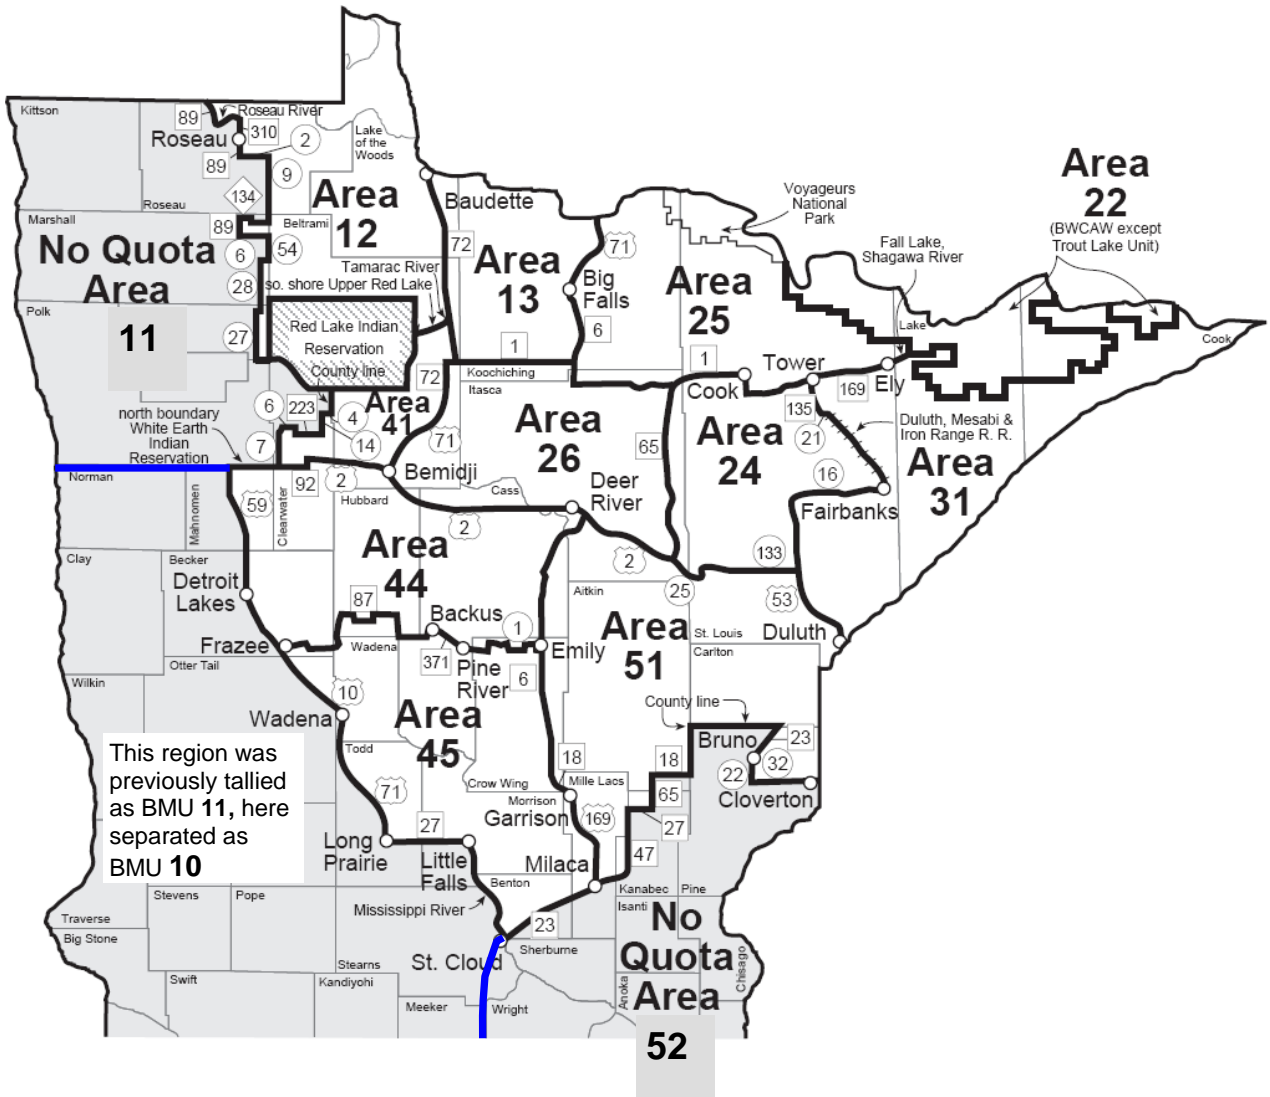 Kittson
89
Roseau River
Roseau
310
2
Lake
of the
Woods
89
9
134
Roseau
Area
12
Baudette
Marshall
89
Beltrami
No Quota
Area
11
6
54
28
72
Tamarac River
so. shore Upper Red Lake
Area
13
Big
Falls
71
6
1
Voyageurs
National
Park
Area
25
Fall Lake,
Shagawa River
Area
22
(BWCAW except
Trout Lake Unit)
Lake
Cook
Polk
27
Red Lake Indian
Reservation
County line
72
Koochiching
Itasca
1
Cook
Tower
169
Ely
135
21
Duluth, Mesabi &
Iron Range R. R.
north boundary
White Earth
Indian
Reservation
6
223
4
14
7
Area
41
71
Area
26
65
Area
24
Area
31
16
Fairbanks
Norman
Mahnomen
59
Clearwater
92
2
Bemidji
Hubbard
Cass
2
Deer
River
2
133
25
53
Clay
Becker
Detroit
Lakes
Area
44
87
Backus
1
Aitkin
Area
51
St. Louis
Duluth
Carlton
Frazee
Wadena
371
Pine
River
6
Emily
Otter Tail
Wilkin
10
Wadena
Area
45
County line
Bruno
23
32
22
Cloverton
18
18
This region was
previously tallied
as BMU 11, here
separated as
BMU 10
Todd
71
Crow Wing
Mille Lacs
Morrison
Garrison
169
65
27
47
27
Long
Prairie
Little
Falls
Milaca
Benton
Kanabec
Pine
Isanti
Stevens
Pope
Mississippi River
23
Traverse
Big Stone
Stearns
St. Cloud
Sherburne
No
Quota
Area
52
Chisago
Anoka
Swift
Kandiyohi
Meeker
Wright